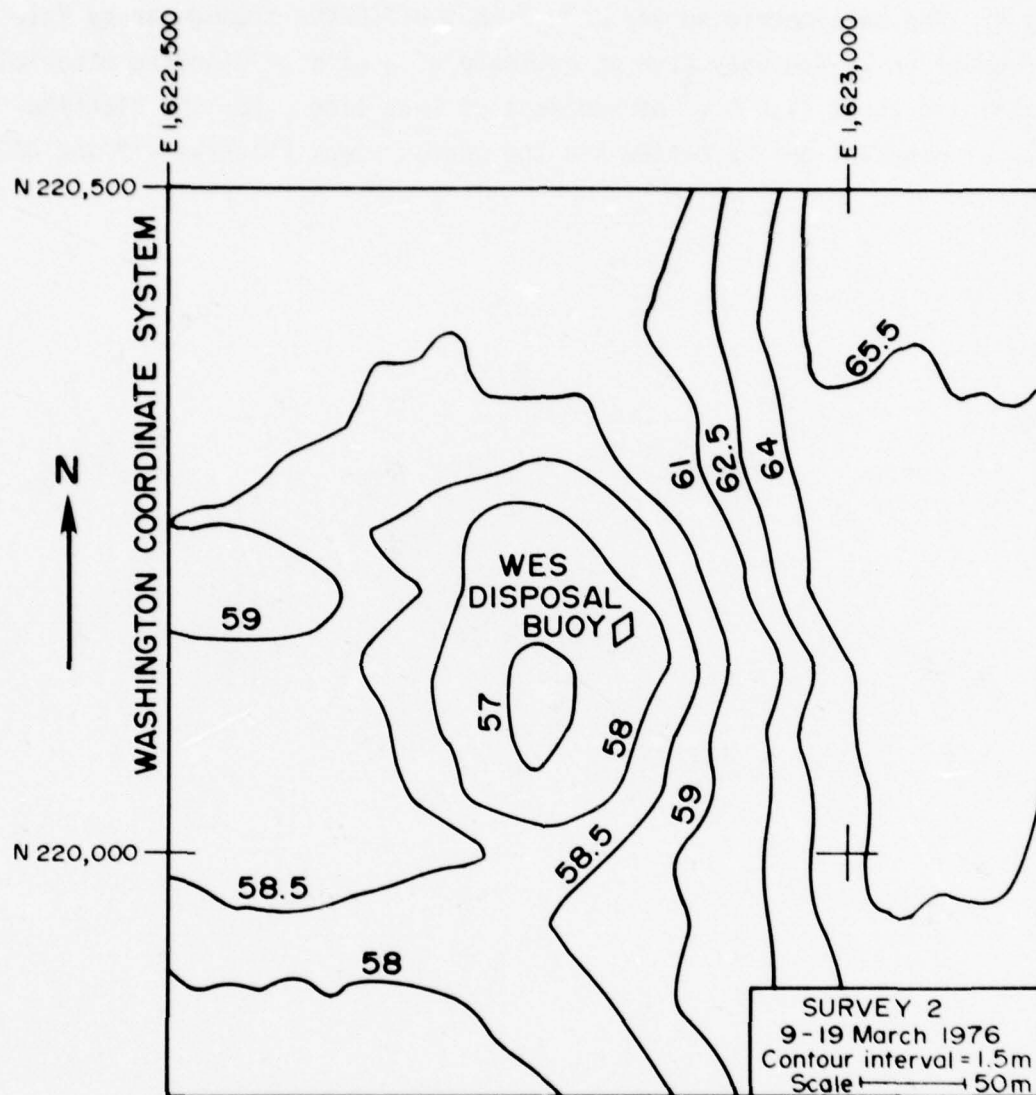 E 1,622,500
E 1,623,000
N 220,500
WASHINGTON COORDINATE SYSTEM
N
65.5
61
62.5
64
59
WES
DISPOSAL
BUOY
57
58
59
58.5
N 220,000
58.5
58
SURVEY 2
9-19 March 1976
Contour interval = 1.5m
Scale 50m